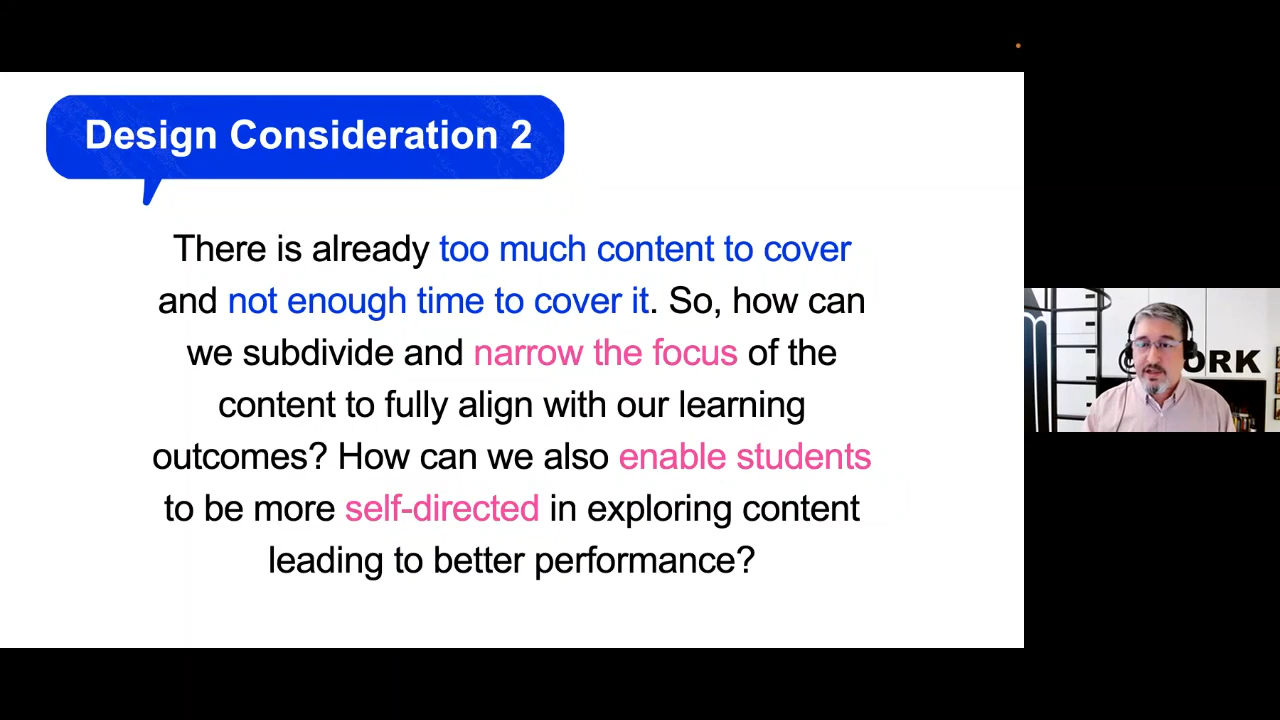 Design Consideration 2
There is already too much content to cover
and not enough time to cover it. So, how can
we subdivide and narrow the focus of the
content to fully align with our learning
outcomes? How can we also enable students
to be more self-directed in exploring content
leading to better performance?
ORK